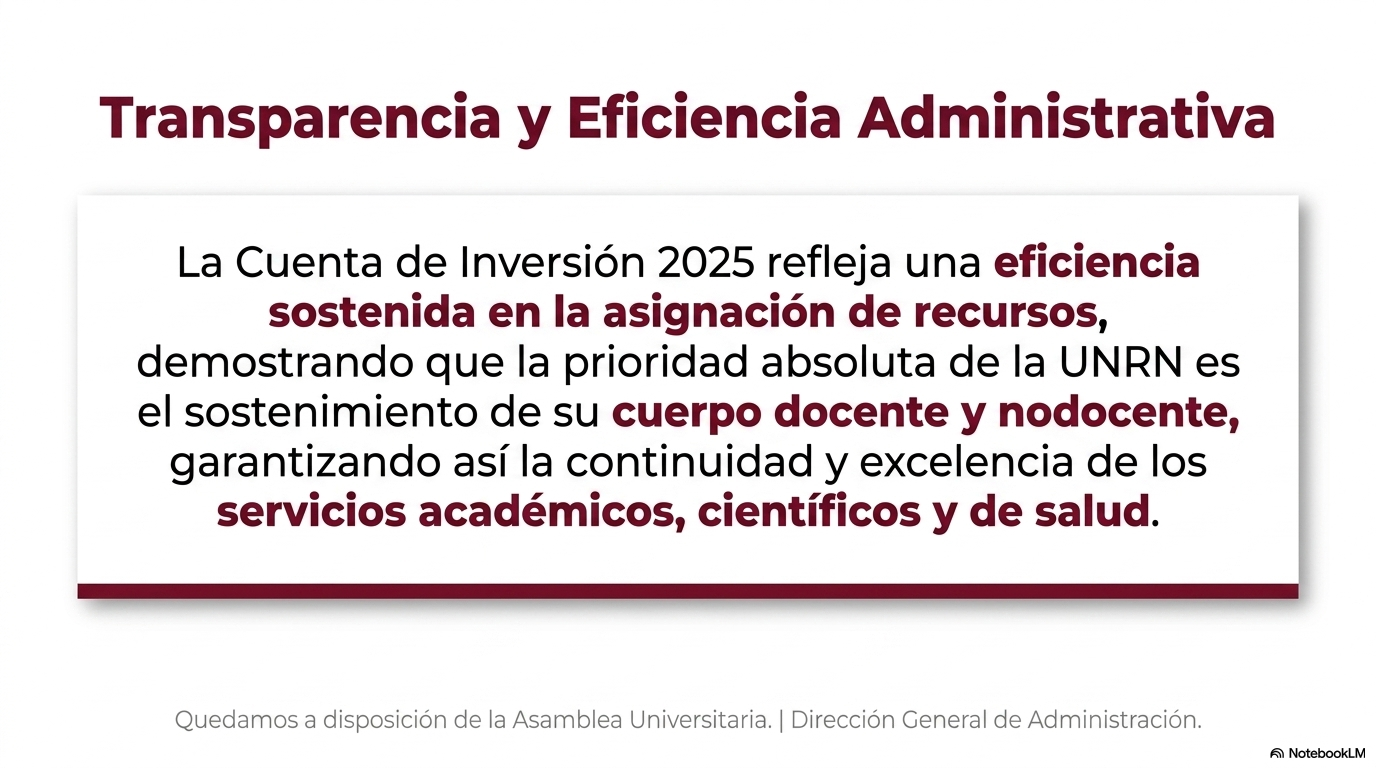 Transparencia y Eficiencia Administrativa
La Cuenta de Inversión 2025 refleja una eficiencia
sostenida en la asignación de recursos,
demostrando que la prioridad absoluta de la UNRN es
el sostenimiento de su cuerpo docente y nodocente,
garantizando así la continuidad y excelencia de los
servicios académicos, científicos y de salud.
Quedamos a disposición de la Asamblea Universitaria. | Dirección General de Administración.
NotebookLM